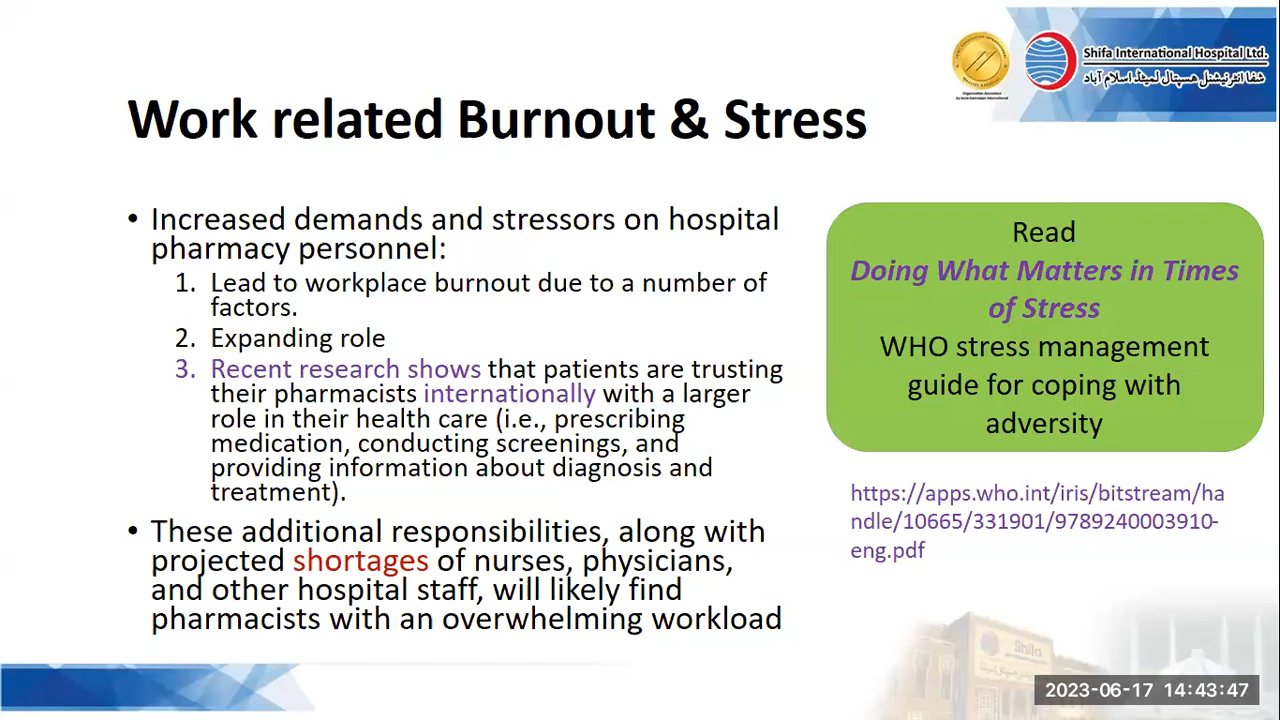 Shifa International Hospital Ltd.
شفا انٹرنیشنل ہسپتال لمیٹڈ اسلام آباد
Work related Burnout & Stress
• Increased demands and stressors on hospital
pharmacy personnel:
1. Lead to workplace burnout due to a number of
factors.
2. Expanding role
3. Recent research shows that patients are trusting
their pharmacists internationally with a larger
role in their health care (i.e., prescribing
medication, conducting screenings, and
providing information about diagnosis and
treatment).
• These additional responsibilities, along with
projected shortages of nurses, physicians,
and other hospital staff, will likely find
pharmacists with an overwhelming workload
Read
Doing What Matters in Times
of Stress
WHO stress management
guide for coping with
adversity
https://apps.who.int/iris/bitstream/ha
ndle/10665/331901/9789240003910-
eng.pdf
Shifa
2023-06-17 14:43:47